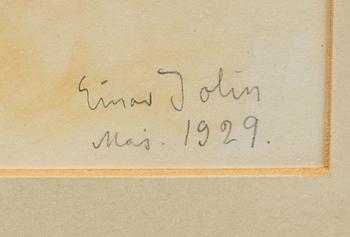 Einar Jolin
Maj. 1929.